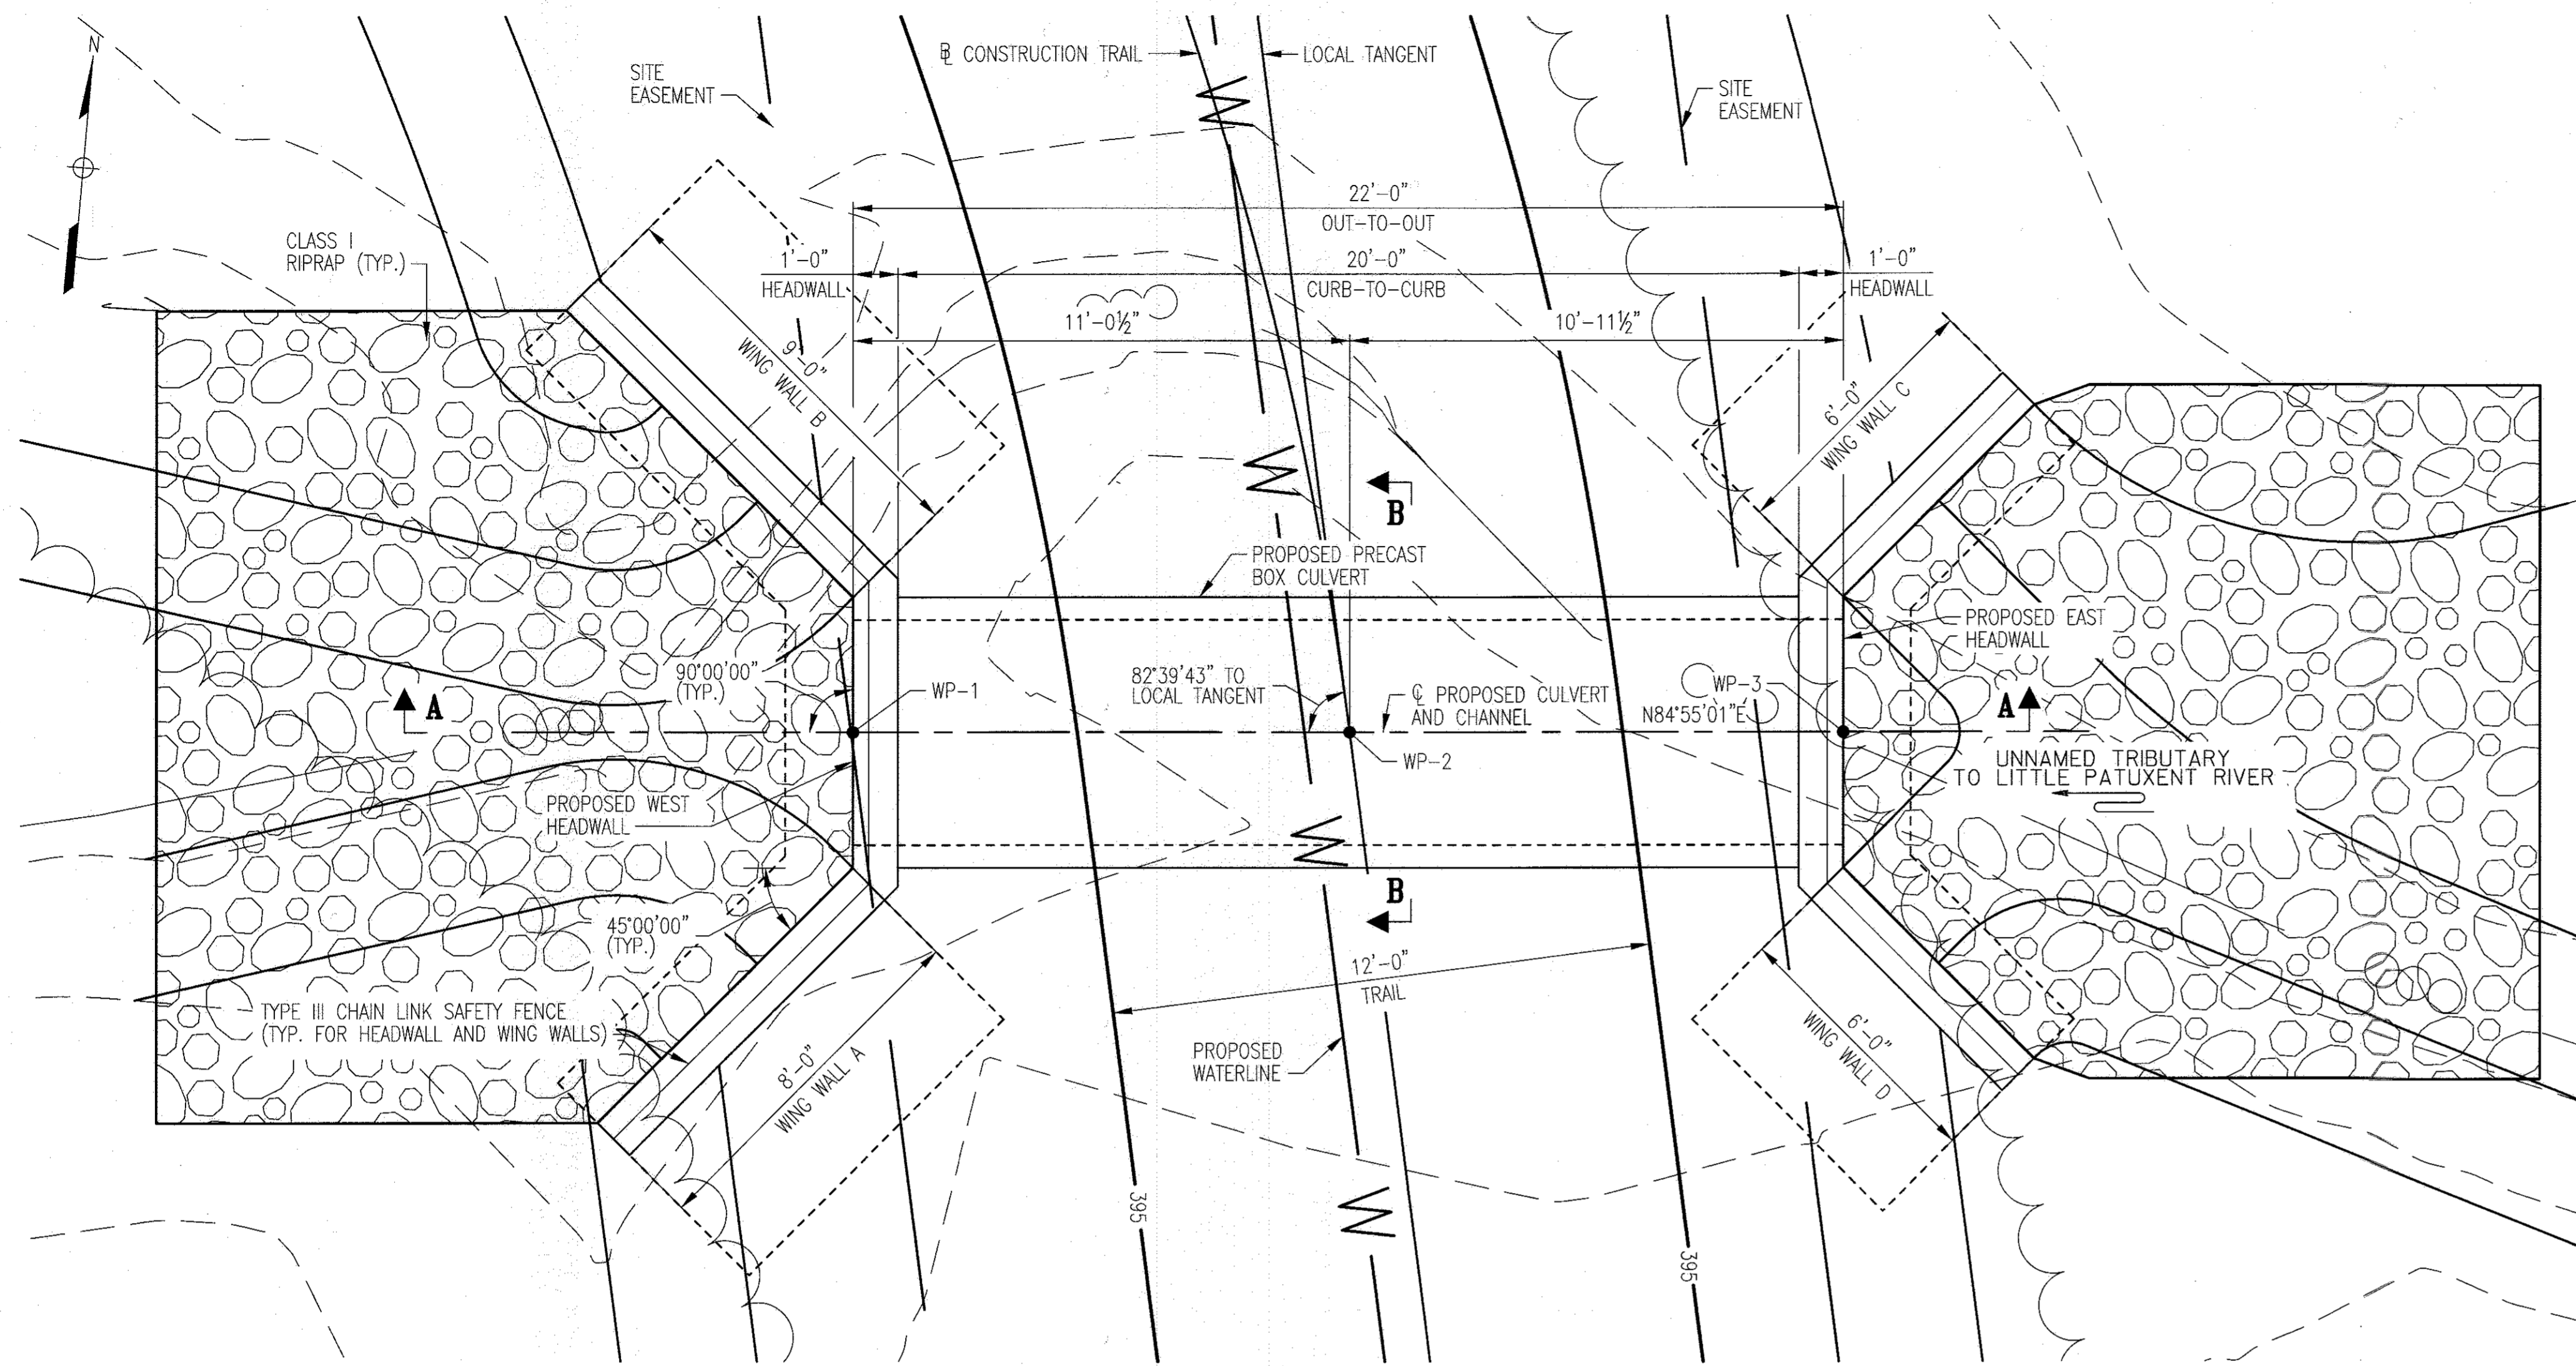 N
℄ CONSTRUCTION TRAIL
LOCAL TANGENT
SITE
EASEMENT
SITE
EASEMENT
22'-0"
OUT-TO-OUT
CLASS I
RIPRAP (TYP.)
1'-0"
HEADWALL
20'-0"
CURB-TO-CURB
1'-0"
HEADWALL
11'-0½"
10'-11½"
9'-0"
WING WALL B
6'-0"
WING WALL C
B
PROPOSED PRECAST
BOX CULVERT
PROPOSED EAST
HEADWALL
90°00'00"
(TYP.)
WP-1
82°39'43" TO
LOCAL TANGENT
℄ PROPOSED CULVERT
AND CHANNEL
WP-3
N84°55'01"E
A
A
WP-2
UNNAMED TRIBUTARY
TO LITTLE PATUXENT RIVER
PROPOSED WEST
HEADWALL
B
45°00'00"
(TYP.)
12'-0"
TRAIL
TYPE III CHAIN LINK SAFETY FENCE
(TYP. FOR HEADWALL AND WING WALLS)
8'-0"
WING WALL A
PROPOSED
WATERLINE
6'-0"
WING WALL D
395
395